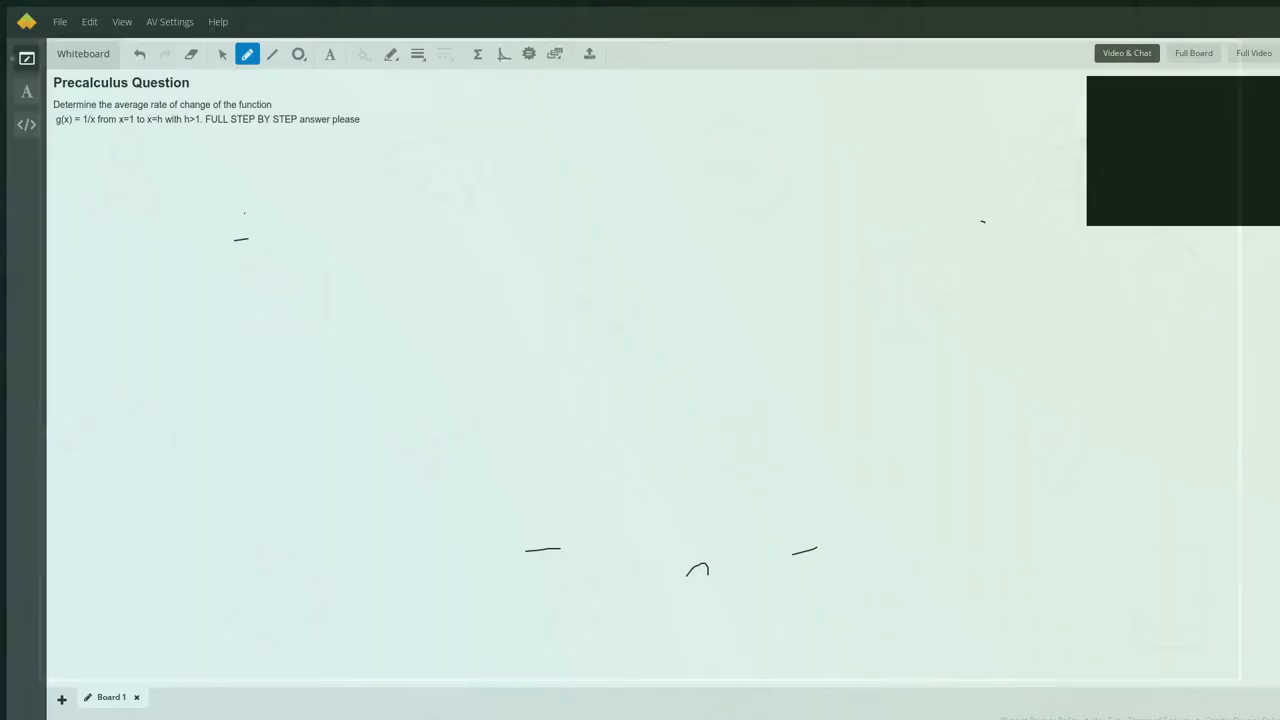 File Edit View AV Settings Help
Whiteboard A Σ Video & Chat Full Board Full Video
Precalculus Question
Determine the average rate of change of the function
g(x) = 1/x from x=1 to x=h with h>1. FULL STEP BY STEP answer please
A
</>
Board 1